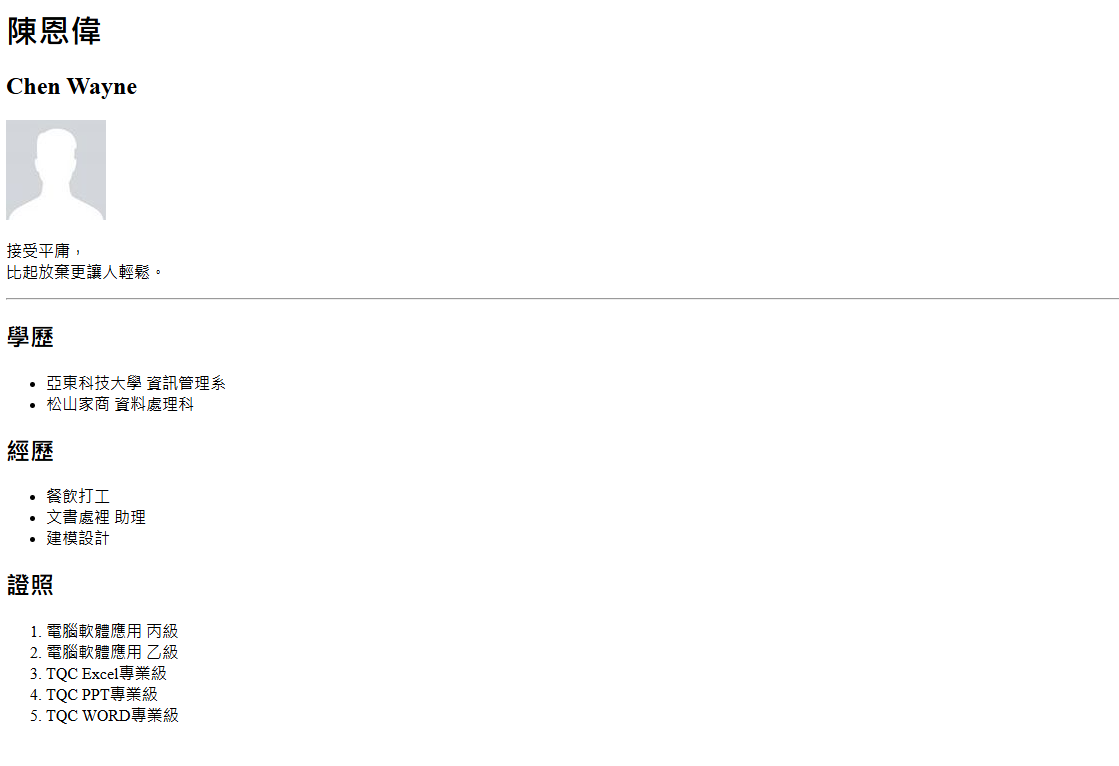 陳恩偉
Chen Wayne
接受平庸，
比起放棄更讓人輕鬆。
學歷
亞東科技大學 資訊管理系
松山家商 資料處理科
經歷
餐飲打工
文書處裡 助理
建模設計
證照
1. 電腦軟體應用 丙級
2. 電腦軟體應用 乙級
3. TQC Excel專業級
4. TQC PPT專業級
5. TQC WORD專業級